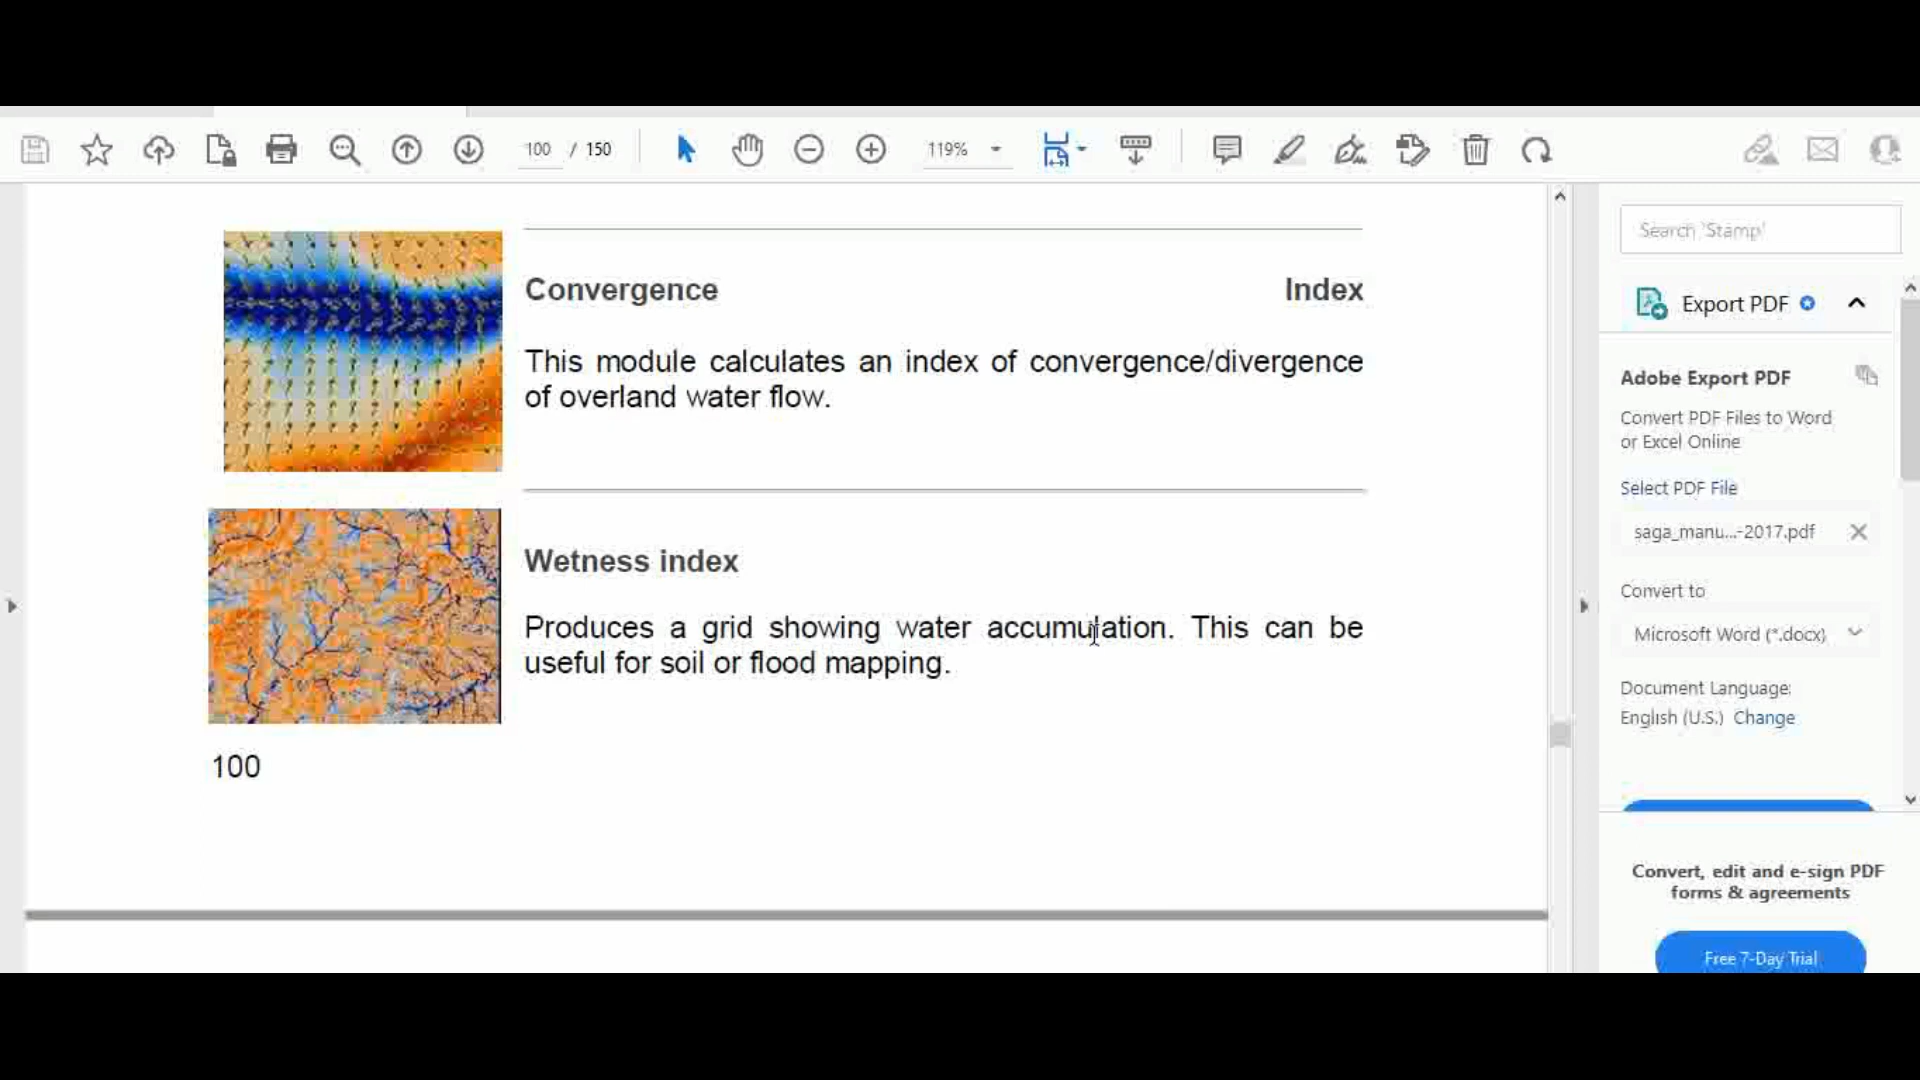 100 / 150
119%
Convergence Index
This module calculates an index of convergence/divergence
of overland water flow.
Wetness index
Produces a grid showing water accumulation. This can be
useful for soil or flood mapping.
100
Search 'Stamp'
Export PDF
Adobe Export PDF
Convert PDF Files to Word
or Excel Online
Select PDF File
saga_manu...-2017.pdf
Convert to
Microsoft Word (*.docx)
Document Language:
English (U.S.) Change
Convert, edit and e-sign PDF
forms & agreements
Free 7-Day Trial